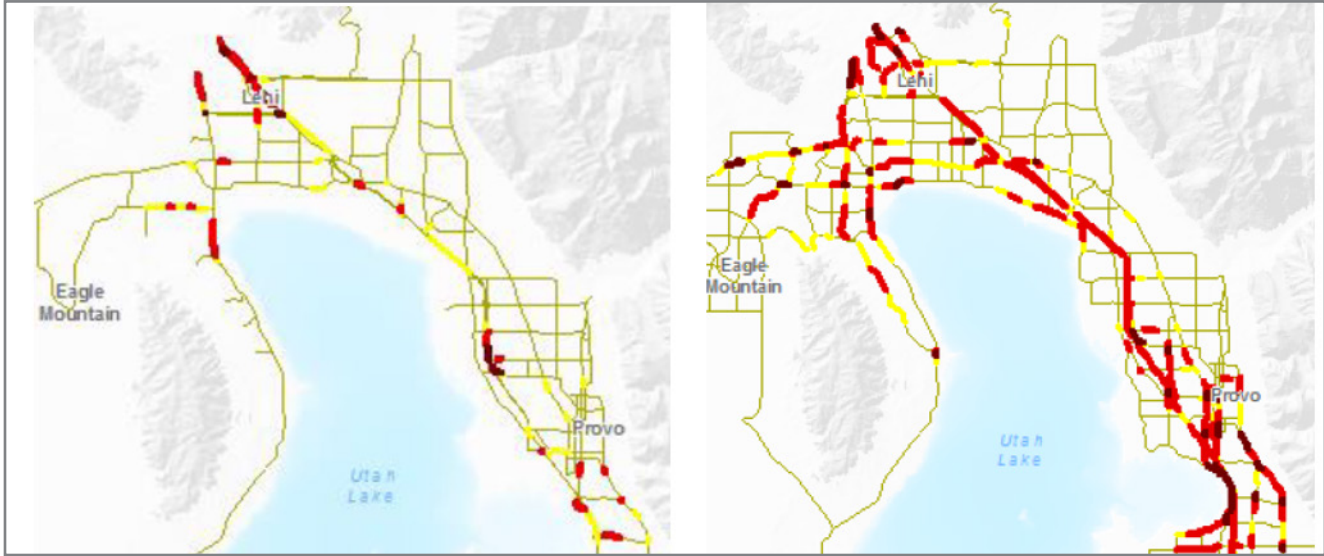 Lehi
Eagle
Mountain
Provo
Utah
Lake
Lehi
Eagle
Mountain
Provo
Utah
Lake